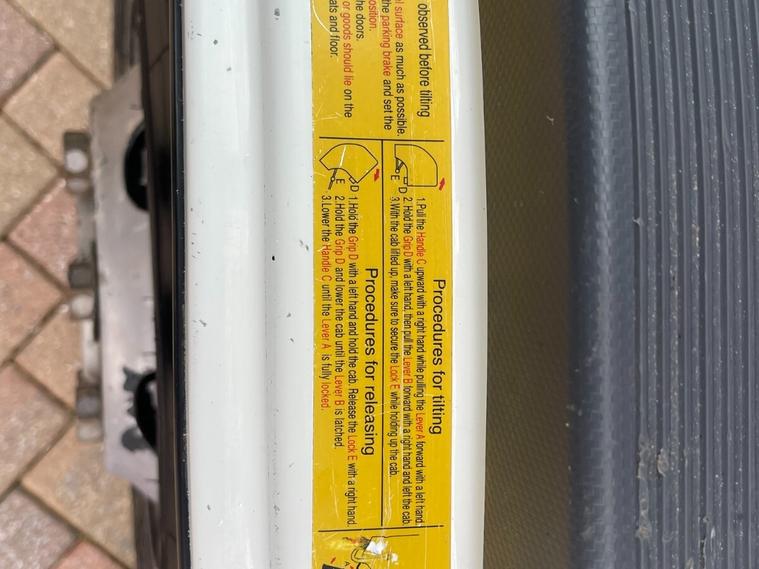 observed before tilting
l surface as much as possible.
the parking brake and set the
osition.
he doors.
or goods should lie on the
ats and floor.
Procedures for tilting
1.Pull the Handle C upward with a right hand while pulling the Lever A forward with a left hand.
2.Hold the Grip D with a left hand, then pull the Lever B forward with a right hand and left the cab.
3.With the cab lifted up, make sure to secure the Lock E while holding up the cab.
D
E
Procedures for releasing
1.Hold the Grip D with a left hand and hold the cab. Release the Lock E with a right hand.
2.Hold the Grip D and lower the cab until the Lever B is latched.
3.Lower the Handle C until the Lever A is fully locked.
D
E
A